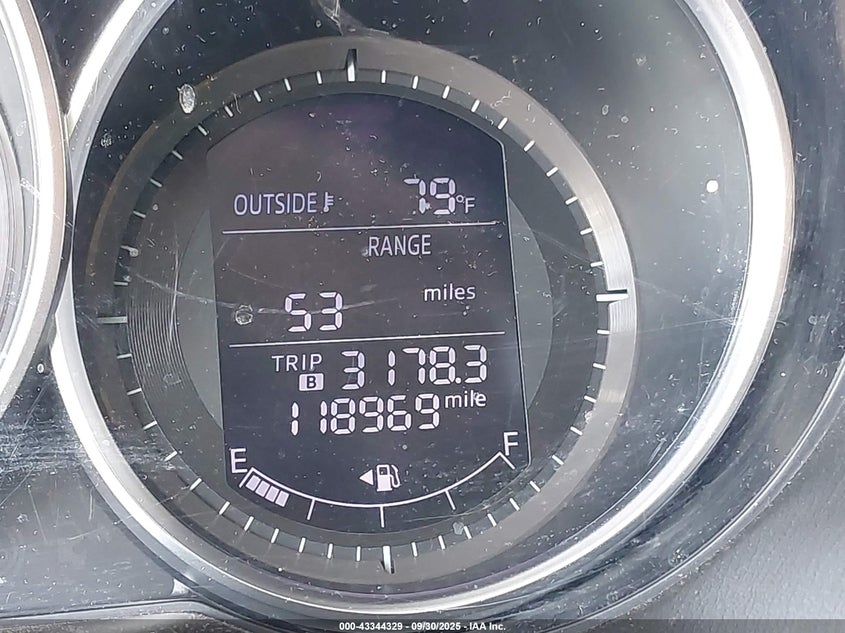 OUTSIDE 79°F
RANGE
53 miles
TRIP B 3178.3
118969 mile
E F
000-43344329 - 09/30/2025 - IAA Inc.